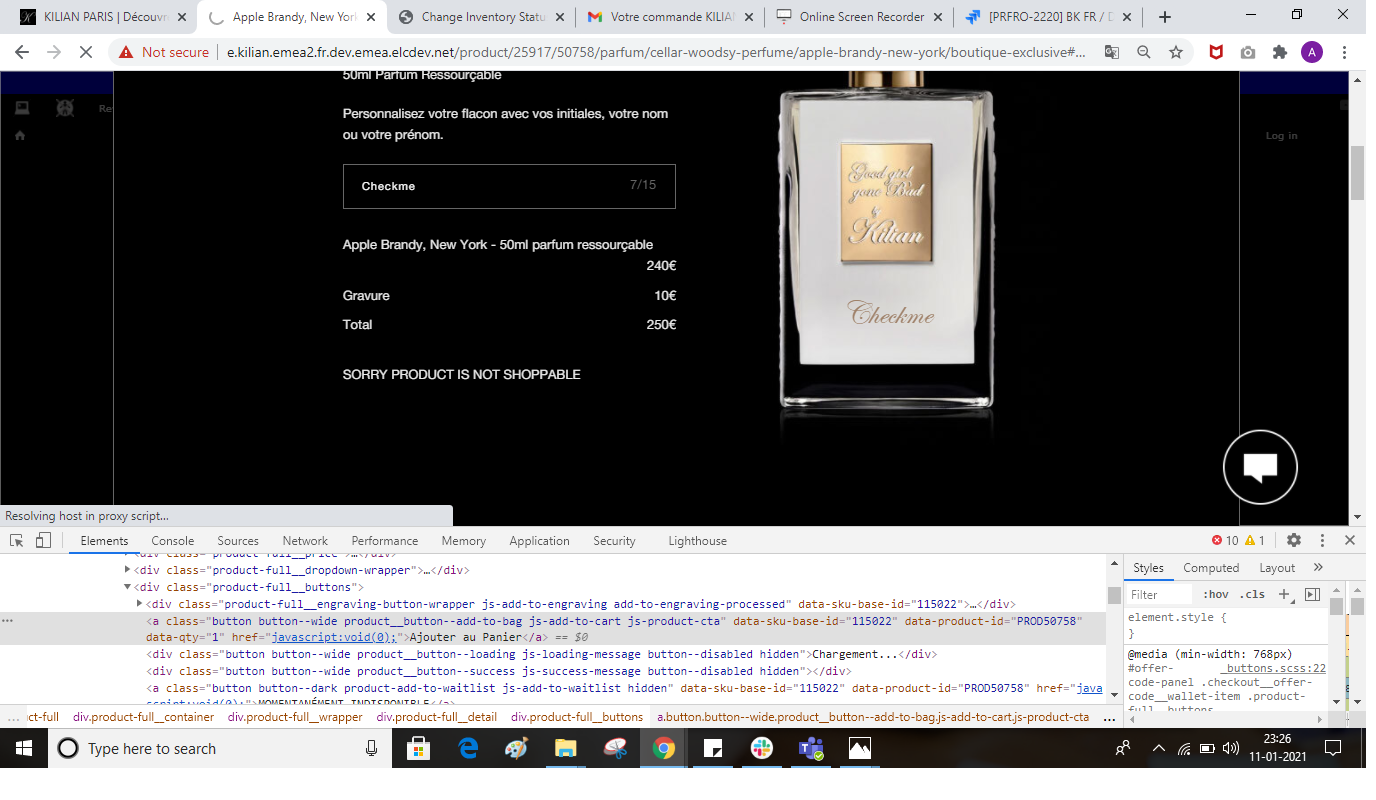 KILIAN PARIS | Découvr
Apple Brandy, New York
Change Inventory Statu
Votre commande KILIAN
Online Screen Recorder
[PRFRO-2220] BK FR / D
Not secure
e.kilian.emea2.fr.dev.emea.elcdev.net/product/25917/50758/parfum/cellar-woodsy-perfume/apple-brandy-new-york/boutique-exclusive#...
A
Re
Log in
50ml Parfum Ressourçable
Personnalisez votre flacon avec vos initiales, votre nom
ou votre prénom.
Checkme 7/15
Apple Brandy, New York - 50ml parfum ressourçable
240€
Gravure 10€
Total 250€
SORRY PRODUCT IS NOT SHOPPABLE
Good girl
gone Bad
by
Kilian
Checkme
Resolving host in proxy script...
Elements Console Sources Network Performance Memory Application Security Lighthouse 10 1
<div class="product-full__price">…</div>
<div class="product-full__dropdown-wrapper">…</div>
<div class="product-full__buttons">
<div class="product-full__engraving-button-wrapper js-add-to-engraving add-to-engraving-processed" data-sku-base-id="115022">…</div>
<a class="button button--wide product__button--add-to-bag js-add-to-cart js-product-cta" data-sku-base-id="115022" data-product-id="PROD50758"
data-qty="1" href="javascript:void(0);">Ajouter au Panier</a> == $0
<div class="button button--wide product__button--loading js-loading-message button--disabled hidden">Chargement...</div>
<div class="button button--wide product__button--success js-success-message button--disabled hidden"></div>
<a class="button button--dark product-add-to-waitlist js-add-to-waitlist hidden" data-sku-base-id="115022" data-product-id="PROD50758" href="java
script:void(0);">MOMENTANÉMENT INDISPONIBLE</a>
... ict-full div.product-full__container div.product-full__wrapper div.product-full__detail div.product-full__buttons a.button.button--wide.product__button--add-to-bag.js-add-to-cart.js-product-cta ...
Styles Computed Layout »
Filter :hov .cls +
element.style {
}
@media (min-width: 768px)
#offer- _buttons.scss:22
code-panel .checkout__offer-
code__wallet-item .product-
full__buttons
Type here to search
23:26
11-01-2021